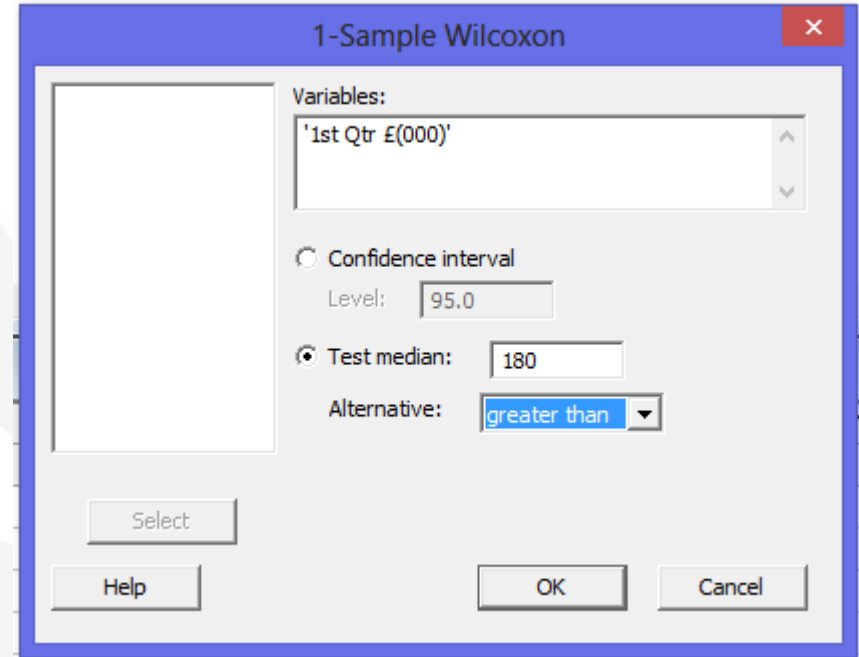 1-Sample Wilcoxon
Variables:
'1st Qtr £(000)'
Confidence interval
Level: 95.0
Test median: 180
Alternative: greater than
Select
Help OK Cancel